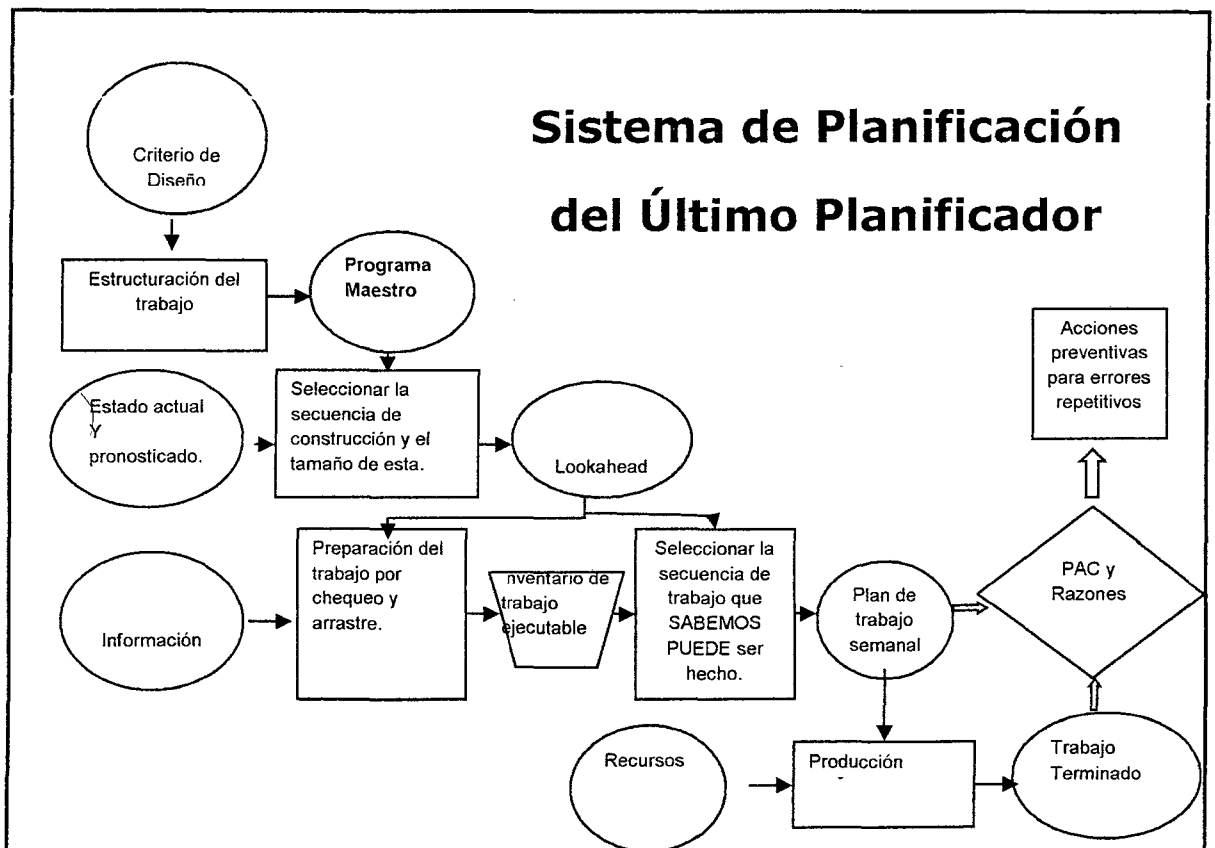 Sistema de Planificación
del Último Planificador
Criterio de
Diseño
Estructuración del
trabajo
Programa
Maestro
Estado actual
Y
pronosticado.
Seleccionar la
secuencia de
construcción y el
tamaño de esta.
Lookahead
Acciones
preventivas
para errores
repetitivos
Información
Preparación del
trabajo por
chequeo y
arrastre.
nventario de
trabajo
ejecutable
Seleccionar la
secuencia de
trabajo que
SABEMOS
PUEDE ser
hecho.
Plan de
trabajo
semanal
PAC y
Razones
Recursos
Producción
Trabajo
Terminado